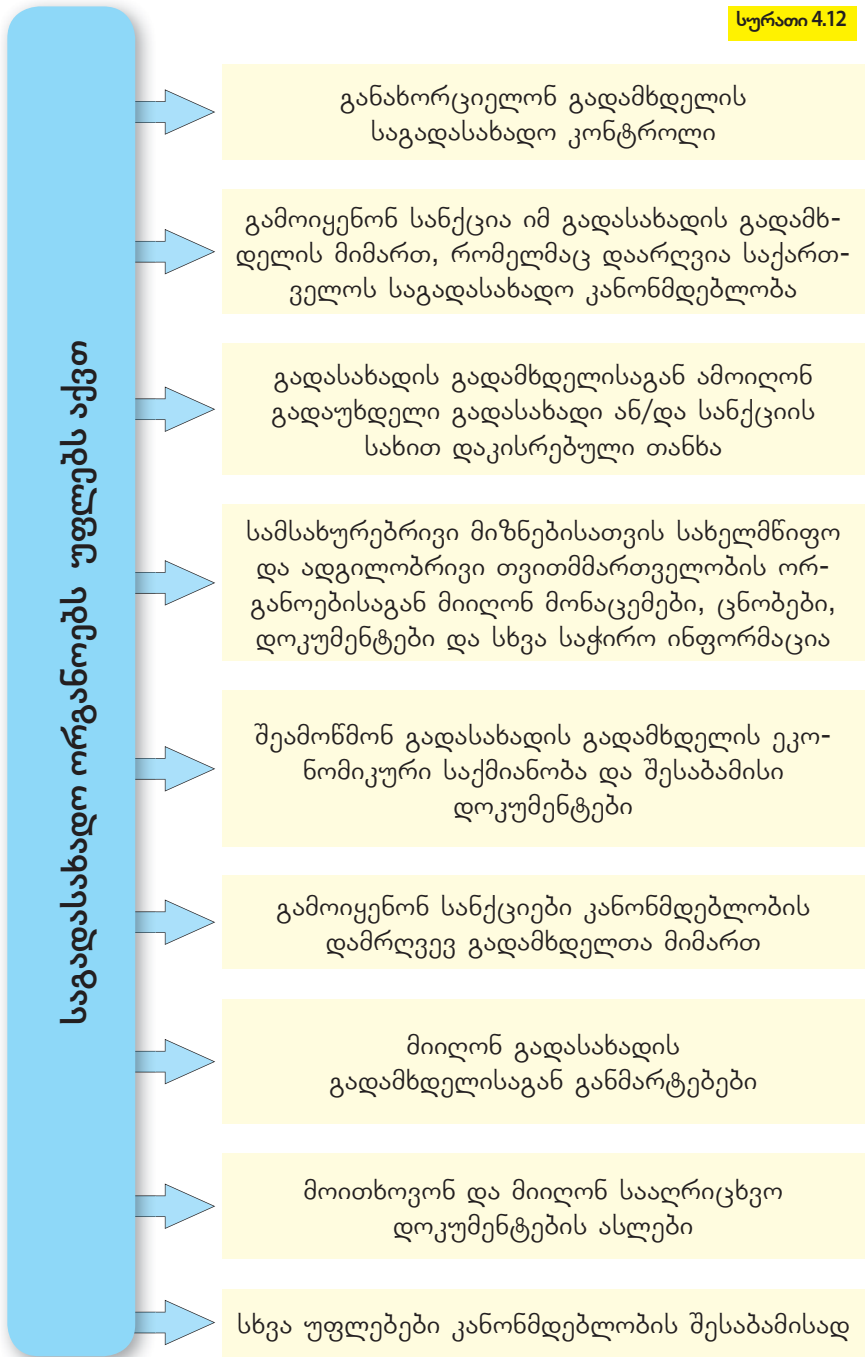 სურათი 4.12
საგადასახადო ორგანოებს უფლებს აქვთ
განახორციელონ გადამხდელის
საგადასახადო კონტროლი
გამოიყენონ სანქცია იმ გადასახადის გადამხ-
დელის მიმართ, რომელმაც დაარღვია საქართ-
ველოს საგადასახადო კანონმდებლობა
გადასახადის გადამხდელისაგან ამოიღონ
გადაუხდელი გადასახადი ან/და სანქციის
სახით დაკისრებული თანხა
სამსახურებრივი მიზნებისათვის სახელმწიფო
და ადგილობრივი თვითმმართველობის ორ-
განოებისაგან მიიღონ მონაცემები, ცნობები,
დოკუმენტები და სხვა საჭირო ინფორმაცია
შეამოწმონ გადასახადის გადამხდელის ეკო-
ნომიკური საქმიანობა და შესაბამისი
დოკუმენტები
გამოიყენონ სანქციები კანონმდებლობის
დამრღვევ გადამხდელთა მიმართ
მიიღონ გადასახადის
გადამხდელისაგან განმარტებები
მოითხოვონ და მიიღონ სააღრიცხვო
დოკუმენტების ასლები
სხვა უფლებები კანონმდებლობის შესაბამისად